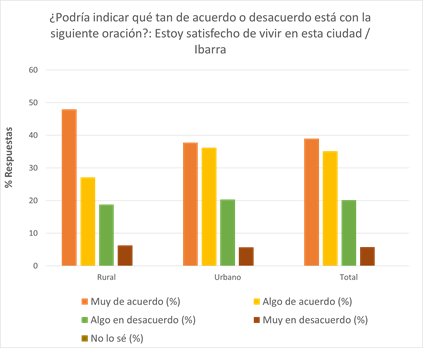 ¿Podría indicar qué tan de acuerdo o desacuerdo está con la
siguiente oración?: Estoy satisfecho de vivir en esta ciudad /
Ibarra
% Respuestas
60
50
40
30
20
10
0
Rural
Urbano
Total
Muy de acuerdo (%)
Algo de acuerdo (%)
Algo en desacuerdo (%)
Muy en desacuerdo (%)
No lo sé (%)